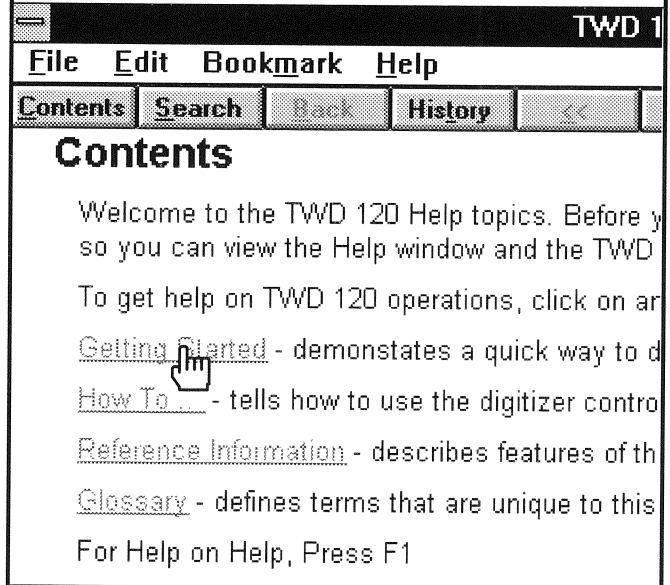 TWD 1
File Edit Bookmark Help
Contents Search Back History <<
Contents
Welcome to the TWD 120 Help topics. Before y
so you can view the Help window and the TWD
To get help on TWD 120 operations, click on an
Getting Started - demonstates a quick way to d
How To ... - tells how to use the digitizer contro
Reference Information - describes features of th
Glossary - defines terms that are unique to this
For Help on Help, Press F1